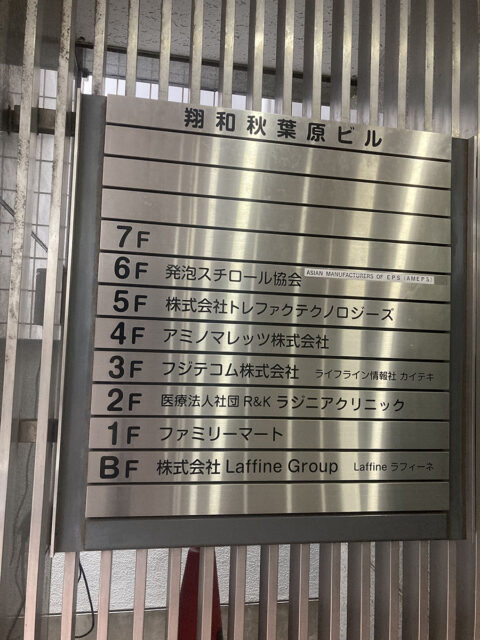 翔和秋葉原ビル
7F
6F 発泡スチロール協会 ASIAN MANUFACTURERS OF EPS (AMEPS)
5F 株式会社トレファクテクノロジーズ
4F アミノマレッツ株式会社
3F フジテコム株式会社 ライフライン情報社 カイテキ
2F 医療法人社団 R&K ラジニアクリニック
1F ファミリーマート
BF 株式会社 Laffine Group Laffine ラフィーネ